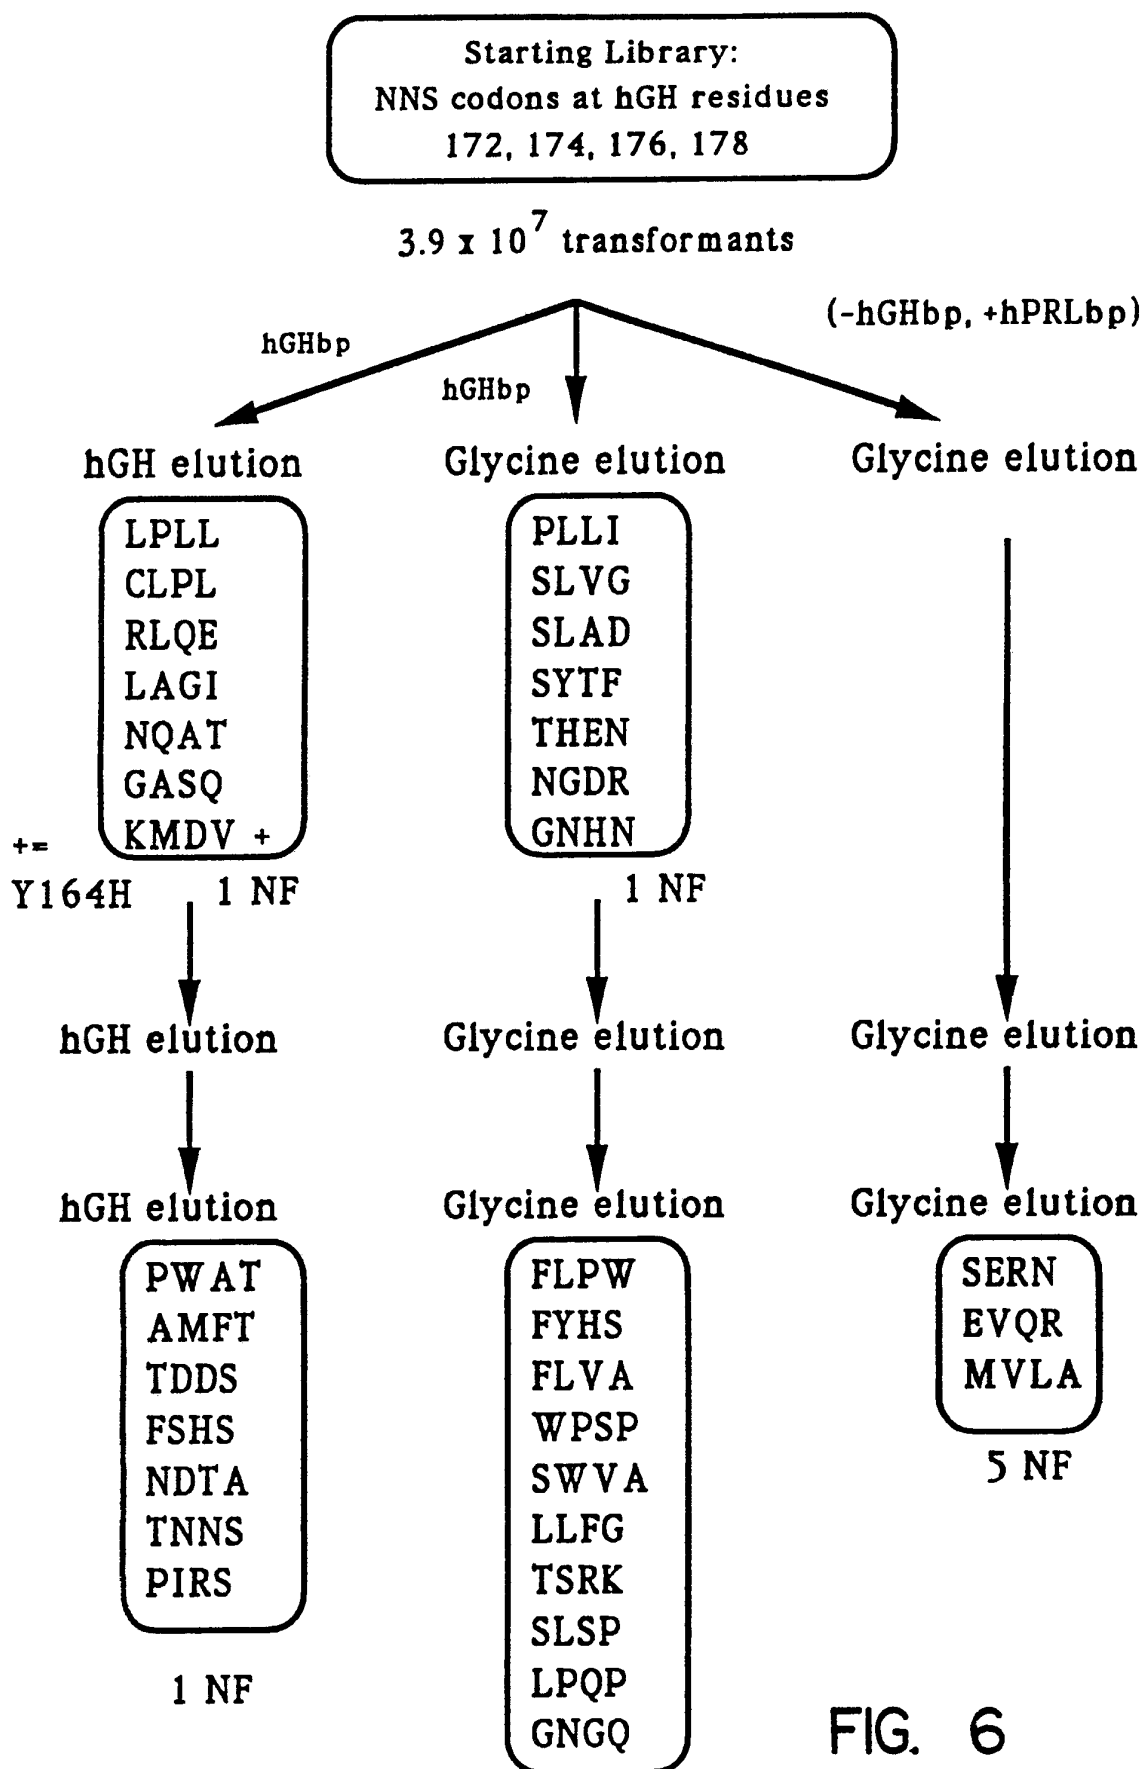 Starting Library:
NNS codons at hGH residues
172, 174, 176, 178
3.9 x 10^7 transformants
(-hGHbp, +hPRLbp)
hGHbp
hGHbp
hGH elution
LPLL
CLPL
RLQE
LAGI
NQAT
GASQ
KMDV +
+=
Y164H
1 NF
Glycine elution
PLLI
SLVG
SLAD
SYTF
THEN
NGDR
GNHN
1 NF
Glycine elution
hGH elution
Glycine elution
Glycine elution
hGH elution
PWAT
AMFT
TDDS
FSHS
NDTA
TNNS
PIRS
1 NF
Glycine elution
FLPW
FYHS
FLVA
WPSP
SWVA
LLFG
TSRK
SLSP
LPQP
GNGQ
Glycine elution
SERN
EVQR
MVLA
5 NF
FIG. 6